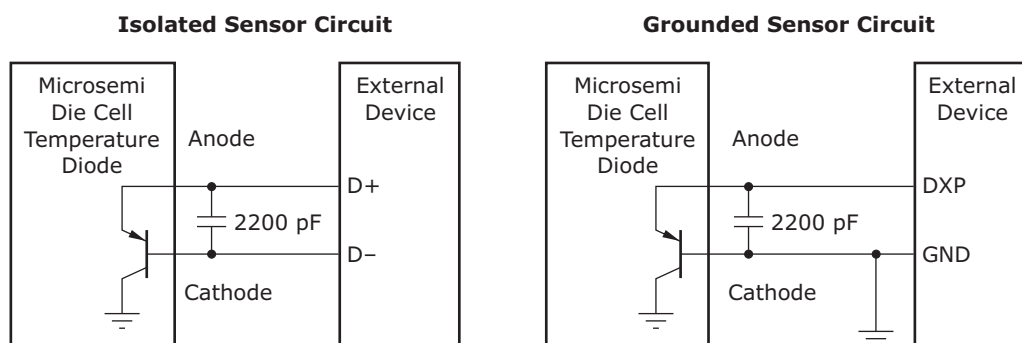 Isolated Sensor Circuit
Microsemi
Die Cell
Temperature
Diode
Anode
External
Device
D+
2200 pF
D–
Cathode
Grounded Sensor Circuit
Microsemi
Die Cell
Temperature
Diode
Anode
External
Device
DXP
2200 pF
GND
Cathode